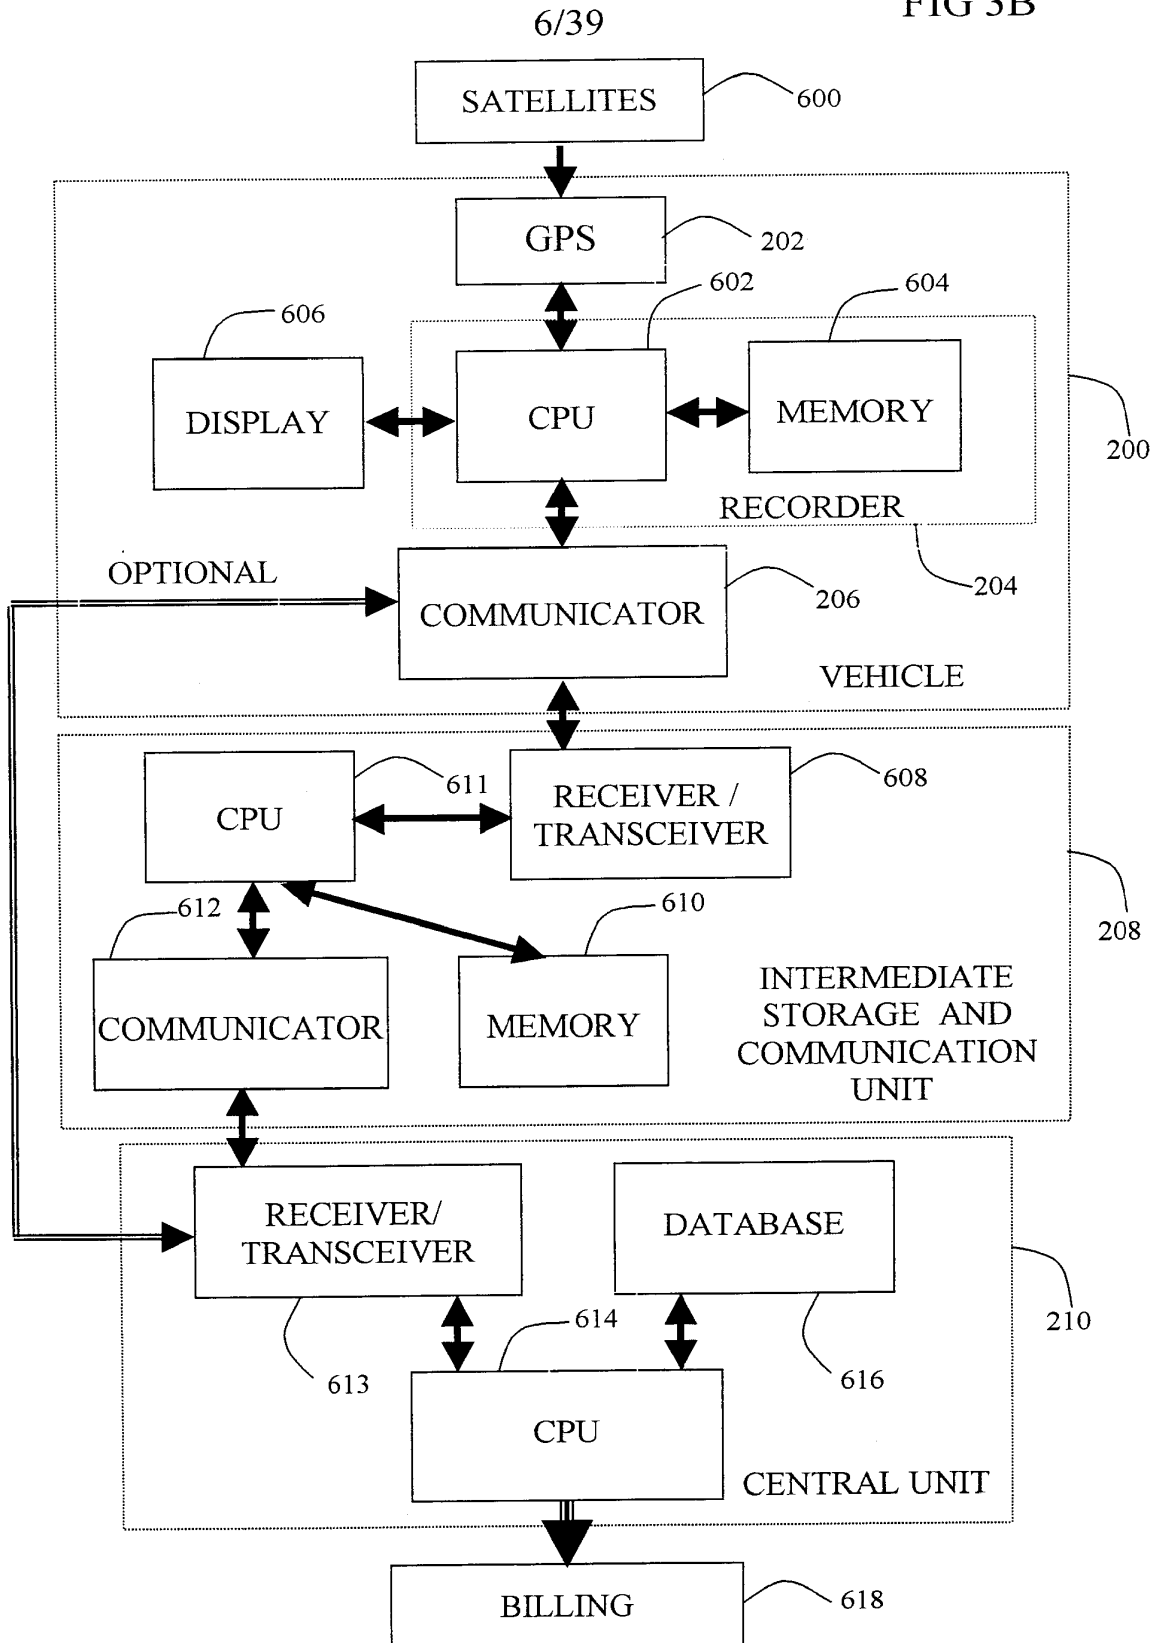 FIG 3B
6/39
SATELLITES
600
GPS
202
602
604
606
DISPLAY
CPU
MEMORY
200
RECORDER
OPTIONAL
204
COMMUNICATOR
206
VEHICLE
CPU
611
RECEIVER /
TRANSCEIVER
608
612
610
208
COMMUNICATOR
MEMORY
INTERMEDIATE
STORAGE AND
COMMUNICATION
UNIT
RECEIVER/
TRANSCEIVER
DATABASE
210
614
613
616
CPU
CENTRAL UNIT
BILLING
618